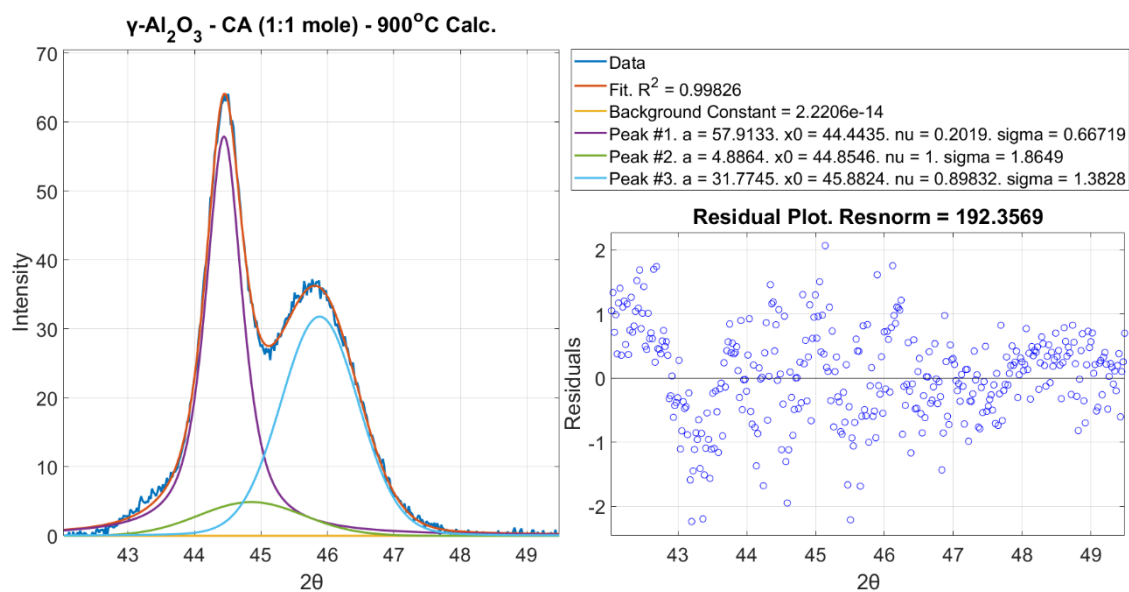 γ-Al₂O₃ - CA (1:1 mole) - 900°C Calc.
70
60
50
40
30
20
10
0
Intensity
43 44 45 46 47 48 49
2θ
Data
Fit. R² = 0.99826
Background Constant = 2.2206e-14
Peak #1. a = 57.9133. x0 = 44.4435. nu = 0.2019. sigma = 0.66719
Peak #2. a = 4.8864. x0 = 44.8546. nu = 1. sigma = 1.8649
Peak #3. a = 31.7745. x0 = 45.8824. nu = 0.89832. sigma = 1.3828
Residual Plot. Resnorm = 192.3569
2
1
0
-1
-2
Residuals
43 44 45 46 47 48 49
2θ